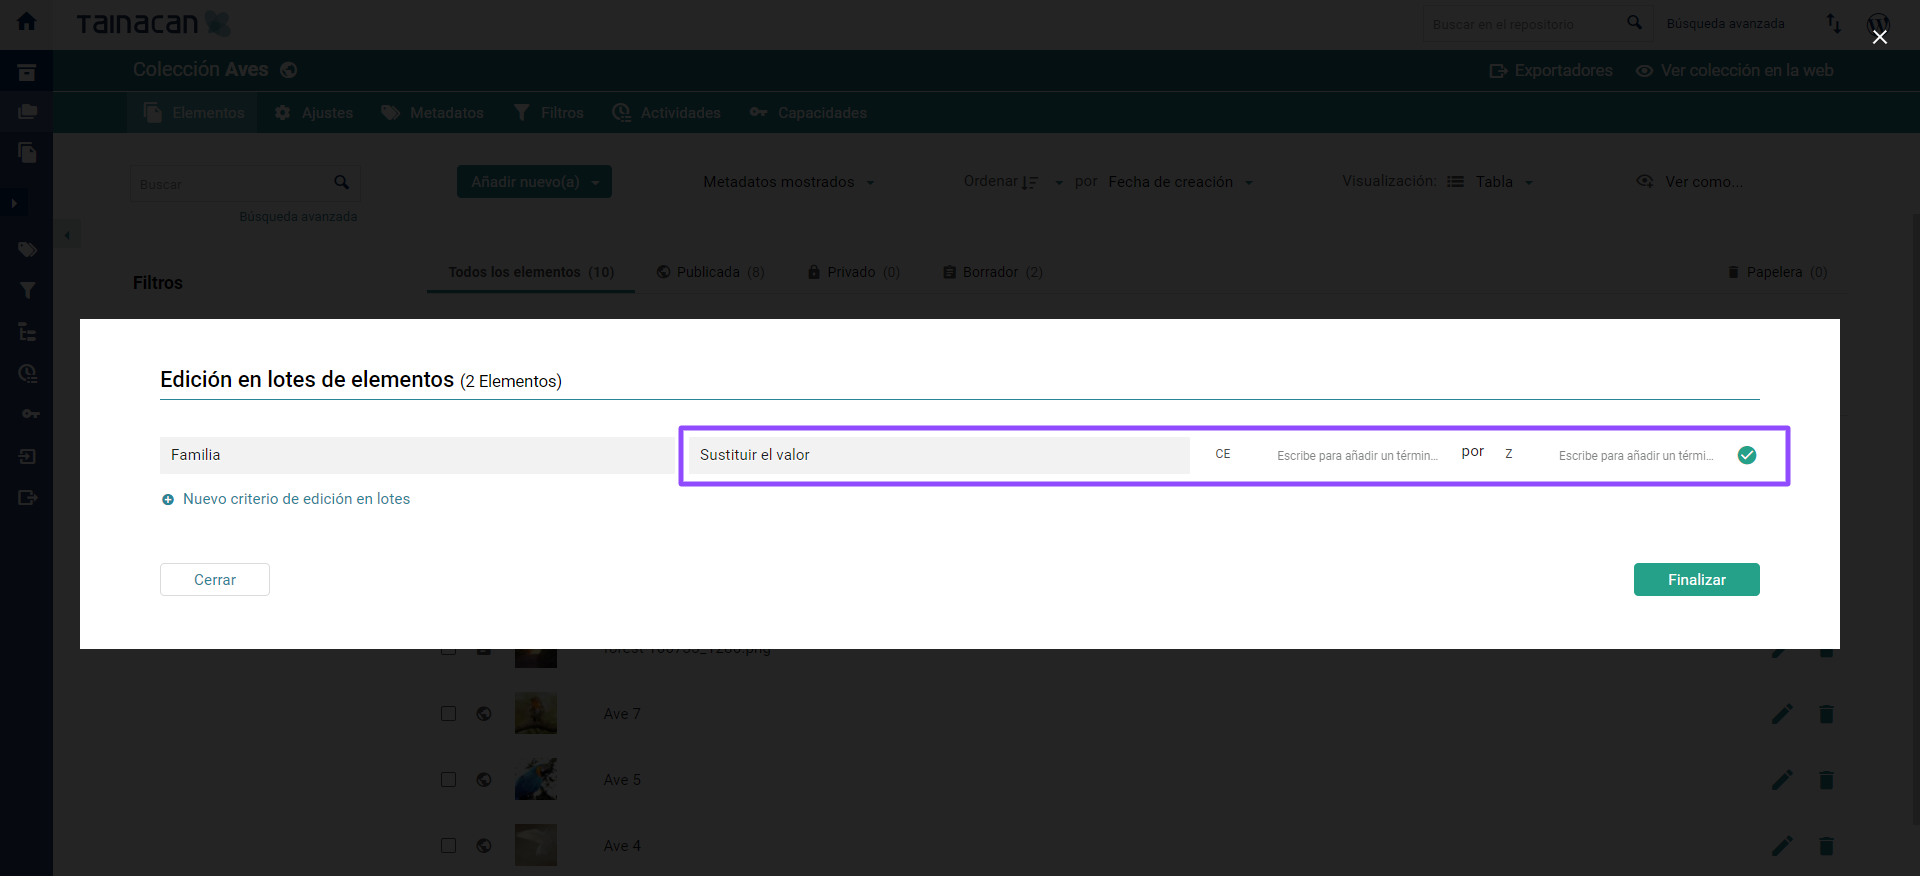 TAINACAN
Buscar en el repositorio
Búsqueda avanzada
Colección Aves
Exportadores
Ver colección en la web
Elementos
Ajustes
Metadatos
Filtros
Actividades
Capacidades
Buscar
Añadir nuevo(a)
Metadatos mostrados
Ordenar
por
Fecha de creación
Visualización:
Tabla
Ver como...
Búsqueda avanzada
Filtros
Todos los elementos (10)
Publicada (8)
Privado (0)
Borrador (2)
Papelera (0)
Edición en lotes de elementos (2 Elementos)
Familia
Sustituir el valor
CE
Escribe para añadir un términ...
por
Z
Escribe para añadir un térmi...
Nuevo criterio de edición en lotes
Cerrar
Finalizar
Ave 7
Ave 5
Ave 4